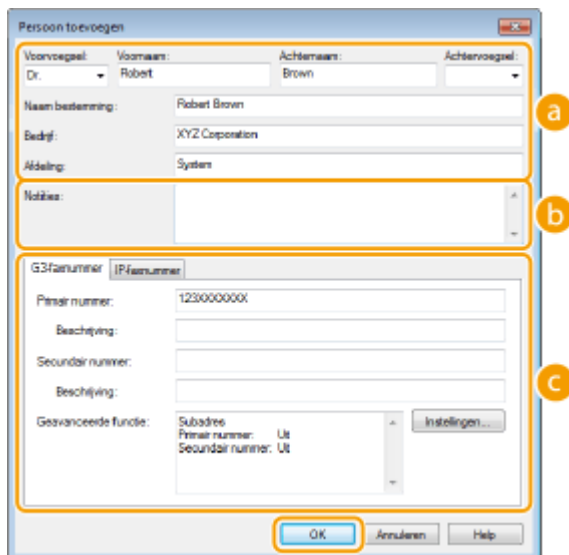 Persoon toevoegen
Voorvoegsel: Voornaam: Achternaam: Achtervoegsel:
Dr. Robert Brown
Naam bestemming: Robert Brown
a
Bedrijf: XYZ Corporation
Afdeling: System
Notities:
b
G3-faxnummer IP-faxnummer
Primair nummer: 123XXXXXXX
Beschrijving:
Secundair nummer:
c
Beschrijving:
Geavanceerde functie: Subadres Instellingen...
Primair nummer: Uit
Secundair nummer: Uit
OK Annuleren Help